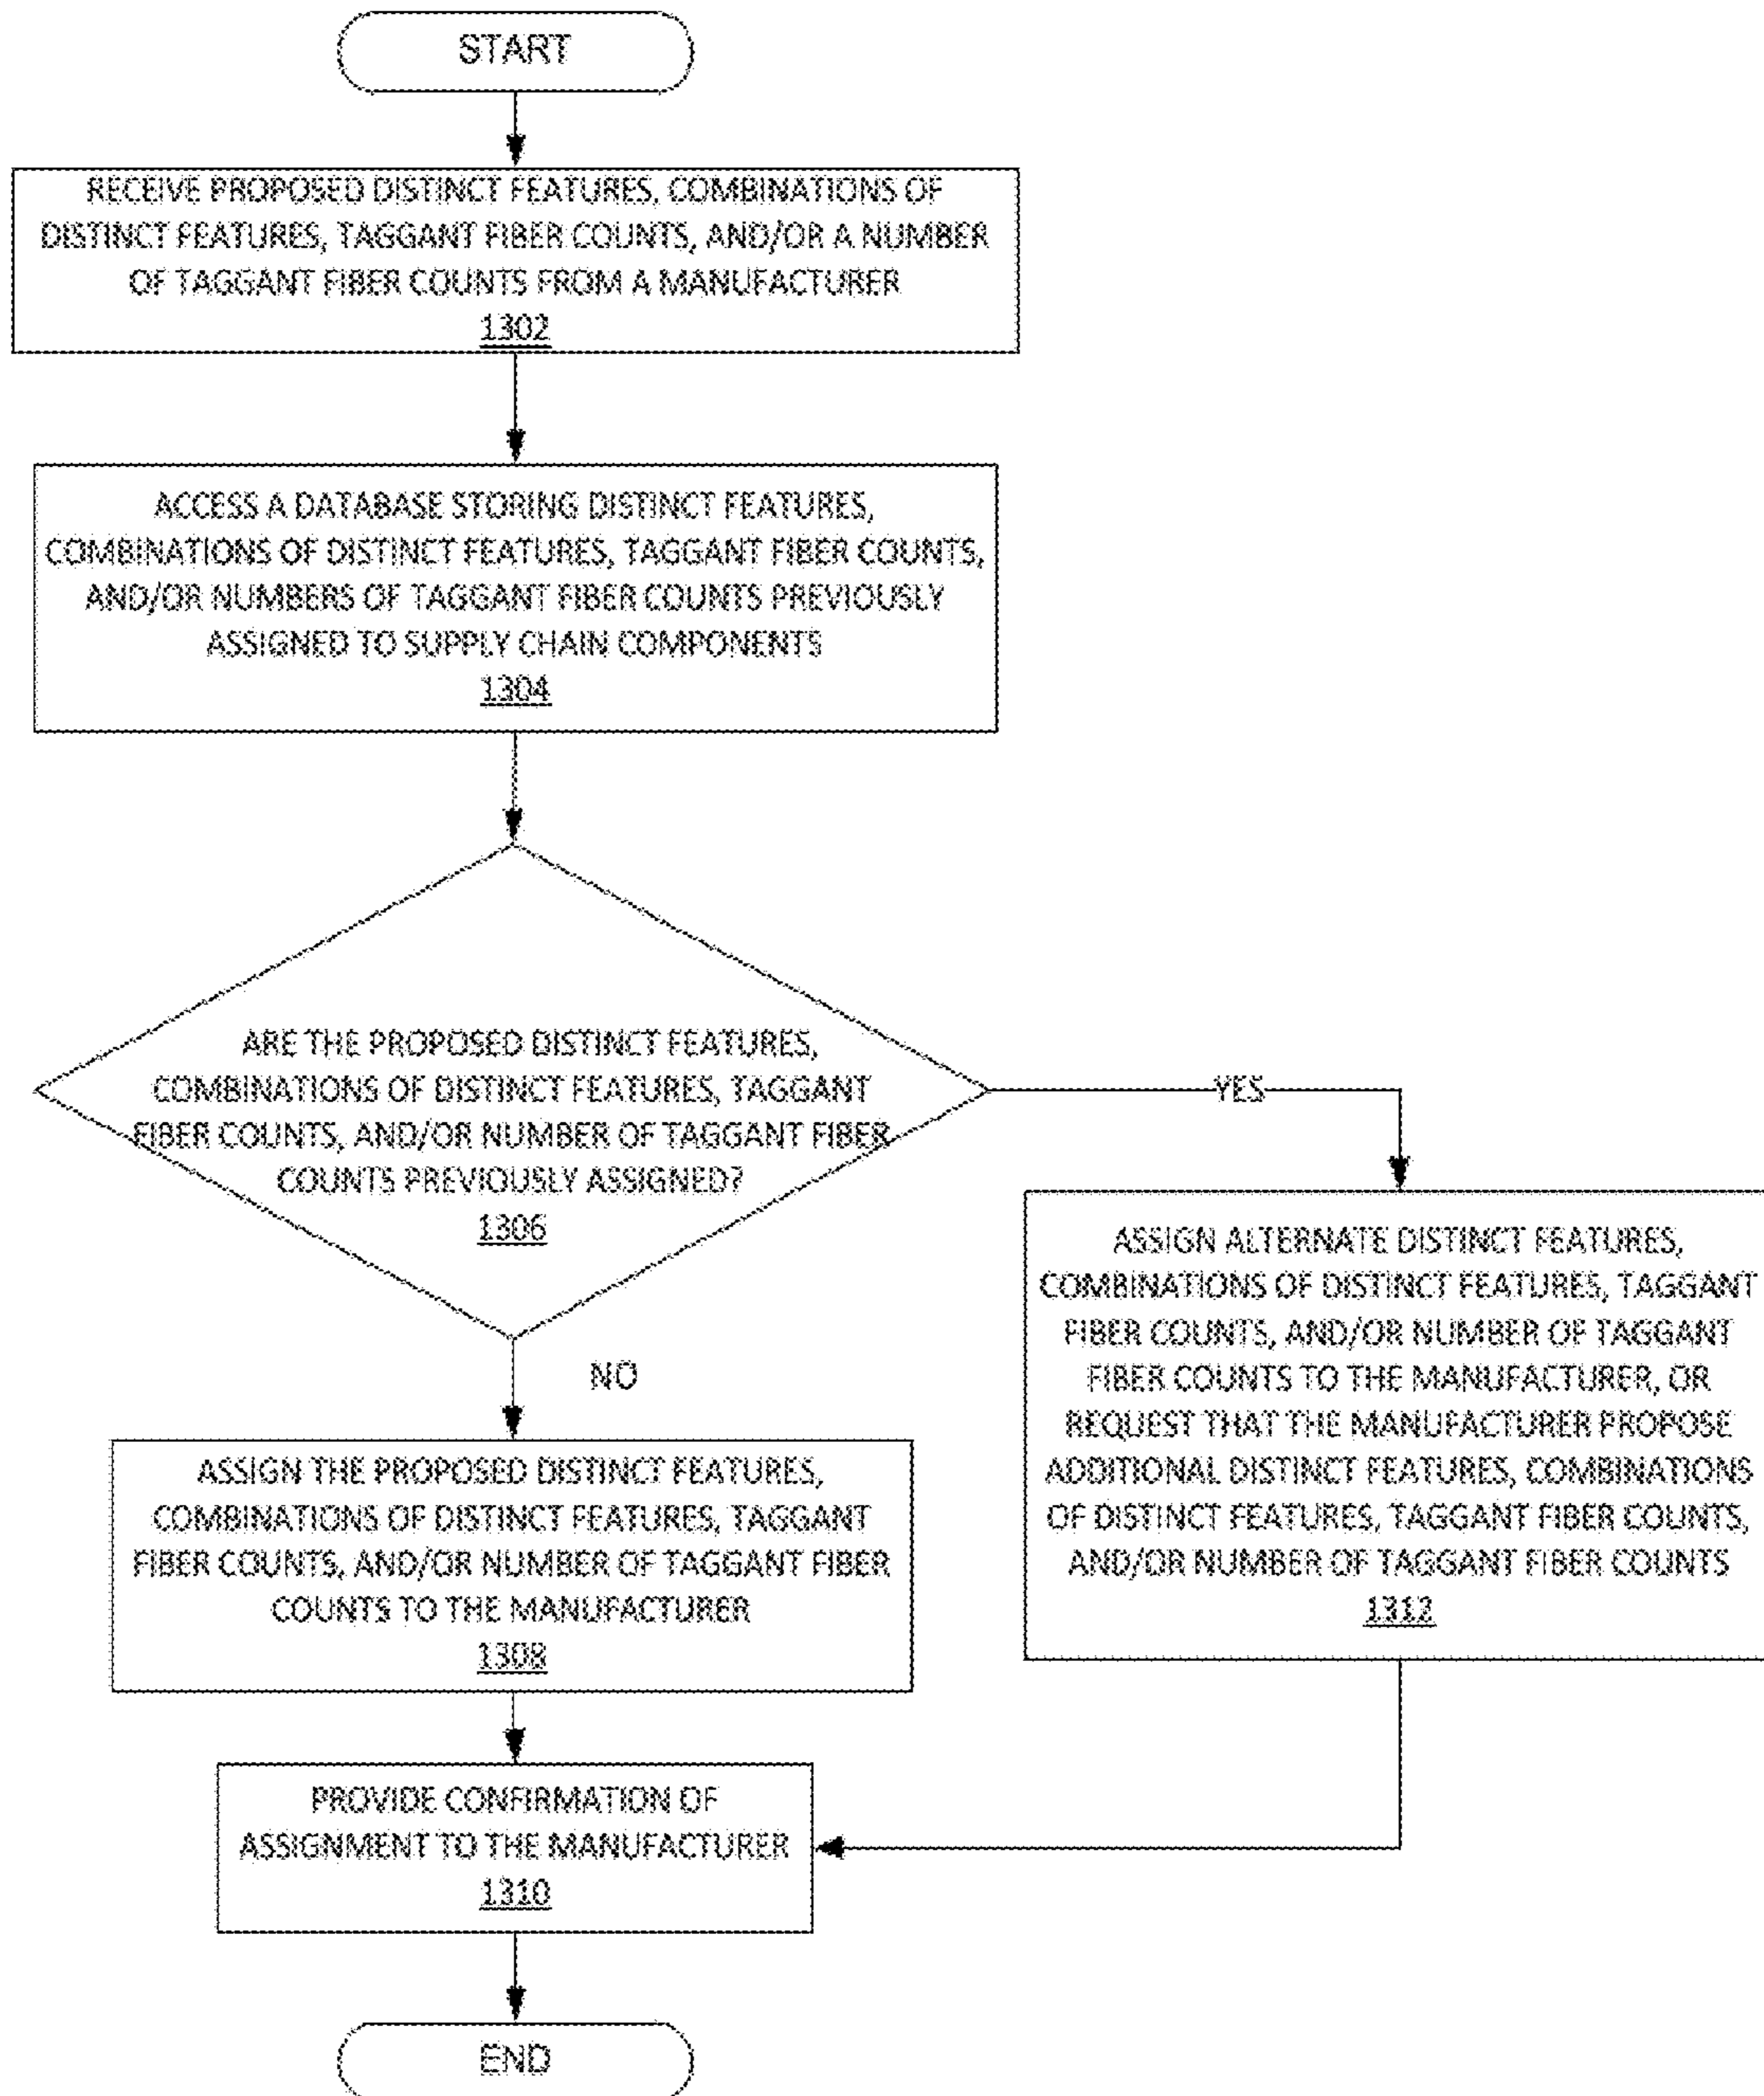 START
RECEIVE PROPOSED DISTINCT FEATURES, COMBINATIONS OF
DISTINCT FEATURES, TAGGANT FIBER COUNTS, AND/OR A NUMBER
OF TAGGANT FIBER COUNTS FROM A MANUFACTURER
1302
ACCESS A DATABASE STORING DISTINCT FEATURES,
COMBINATIONS OF DISTINCT FEATURES, TAGGANT FIBER COUNTS,
AND/OR NUMBERS OF TAGGANT FIBER COUNTS PREVIOUSLY
ASSIGNED TO SUPPLY CHAIN COMPONENTS
1304
ARE THE PROPOSED DISTINCT FEATURES,
COMBINATIONS OF DISTINCT FEATURES, TAGGANT
FIBER COUNTS, AND/OR NUMBER OF TAGGANT FIBER
COUNTS PREVIOUSLY ASSIGNED?
1306
YES
NO
ASSIGN ALTERNATE DISTINCT FEATURES,
COMBINATIONS OF DISTINCT FEATURES, TAGGANT
FIBER COUNTS, AND/OR NUMBER OF TAGGANT
FIBER COUNTS TO THE MANUFACTURER, OR
REQUEST THAT THE MANUFACTURER PROPOSE
ADDITIONAL DISTINCT FEATURES, COMBINATIONS
OF DISTINCT FEATURES, TAGGANT FIBER COUNTS,
AND/OR NUMBER OF TAGGANT FIBER COUNTS
1312
ASSIGN THE PROPOSED DISTINCT FEATURES,
COMBINATIONS OF DISTINCT FEATURES, TAGGANT
FIBER COUNTS, AND/OR NUMBER OF TAGGANT FIBER
COUNTS TO THE MANUFACTURER
1308
PROVIDE CONFIRMATION OF
ASSIGNMENT TO THE MANUFACTURER
1310
END